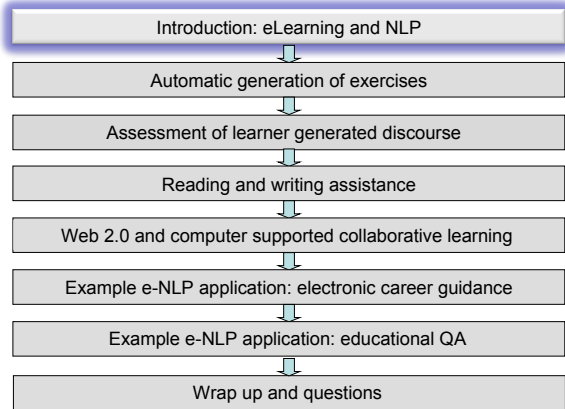 Introduction: eLearning and NLP
Automatic generation of exercises
Assessment of learner generated discourse
Reading and writing assistance
Web 2.0 and computer supported collaborative learning
Example e-NLP application: electronic career guidance
Example e-NLP application: educational QA
Wrap up and questions